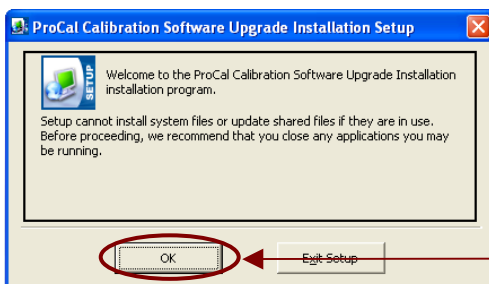 ProCal Calibration Software Upgrade Installation Setup
SETUP
Welcome to the ProCal Calibration Software Upgrade Installation
installation program.
Setup cannot install system files or update shared files if they are in use.
Before proceeding, we recommend that you close any applications you may
be running.
OK
Exit Setup